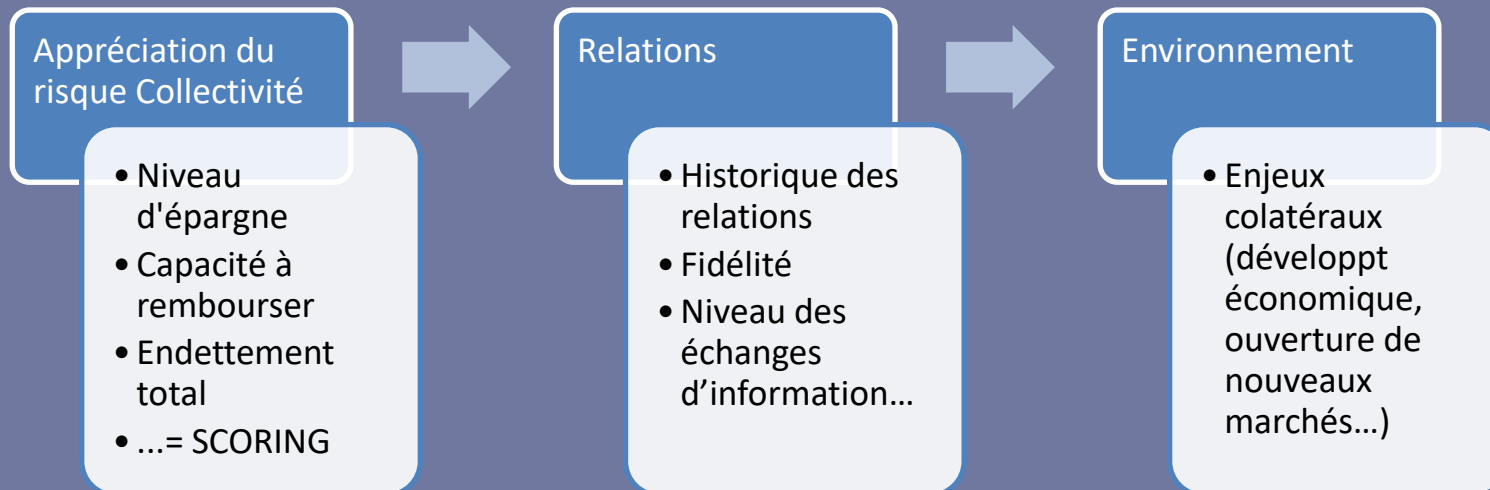 Appréciation du
risque Collectivité
• Niveau
d'épargne
• Capacité à
rembourser
• Endettement
total
• ...= SCORING
Relations
• Historique des
relations
• Fidélité
• Niveau des
échanges
d’information…
Environnement
• Enjeux
colatéraux
(développt
économique,
ouverture de
nouveaux
marchés…)